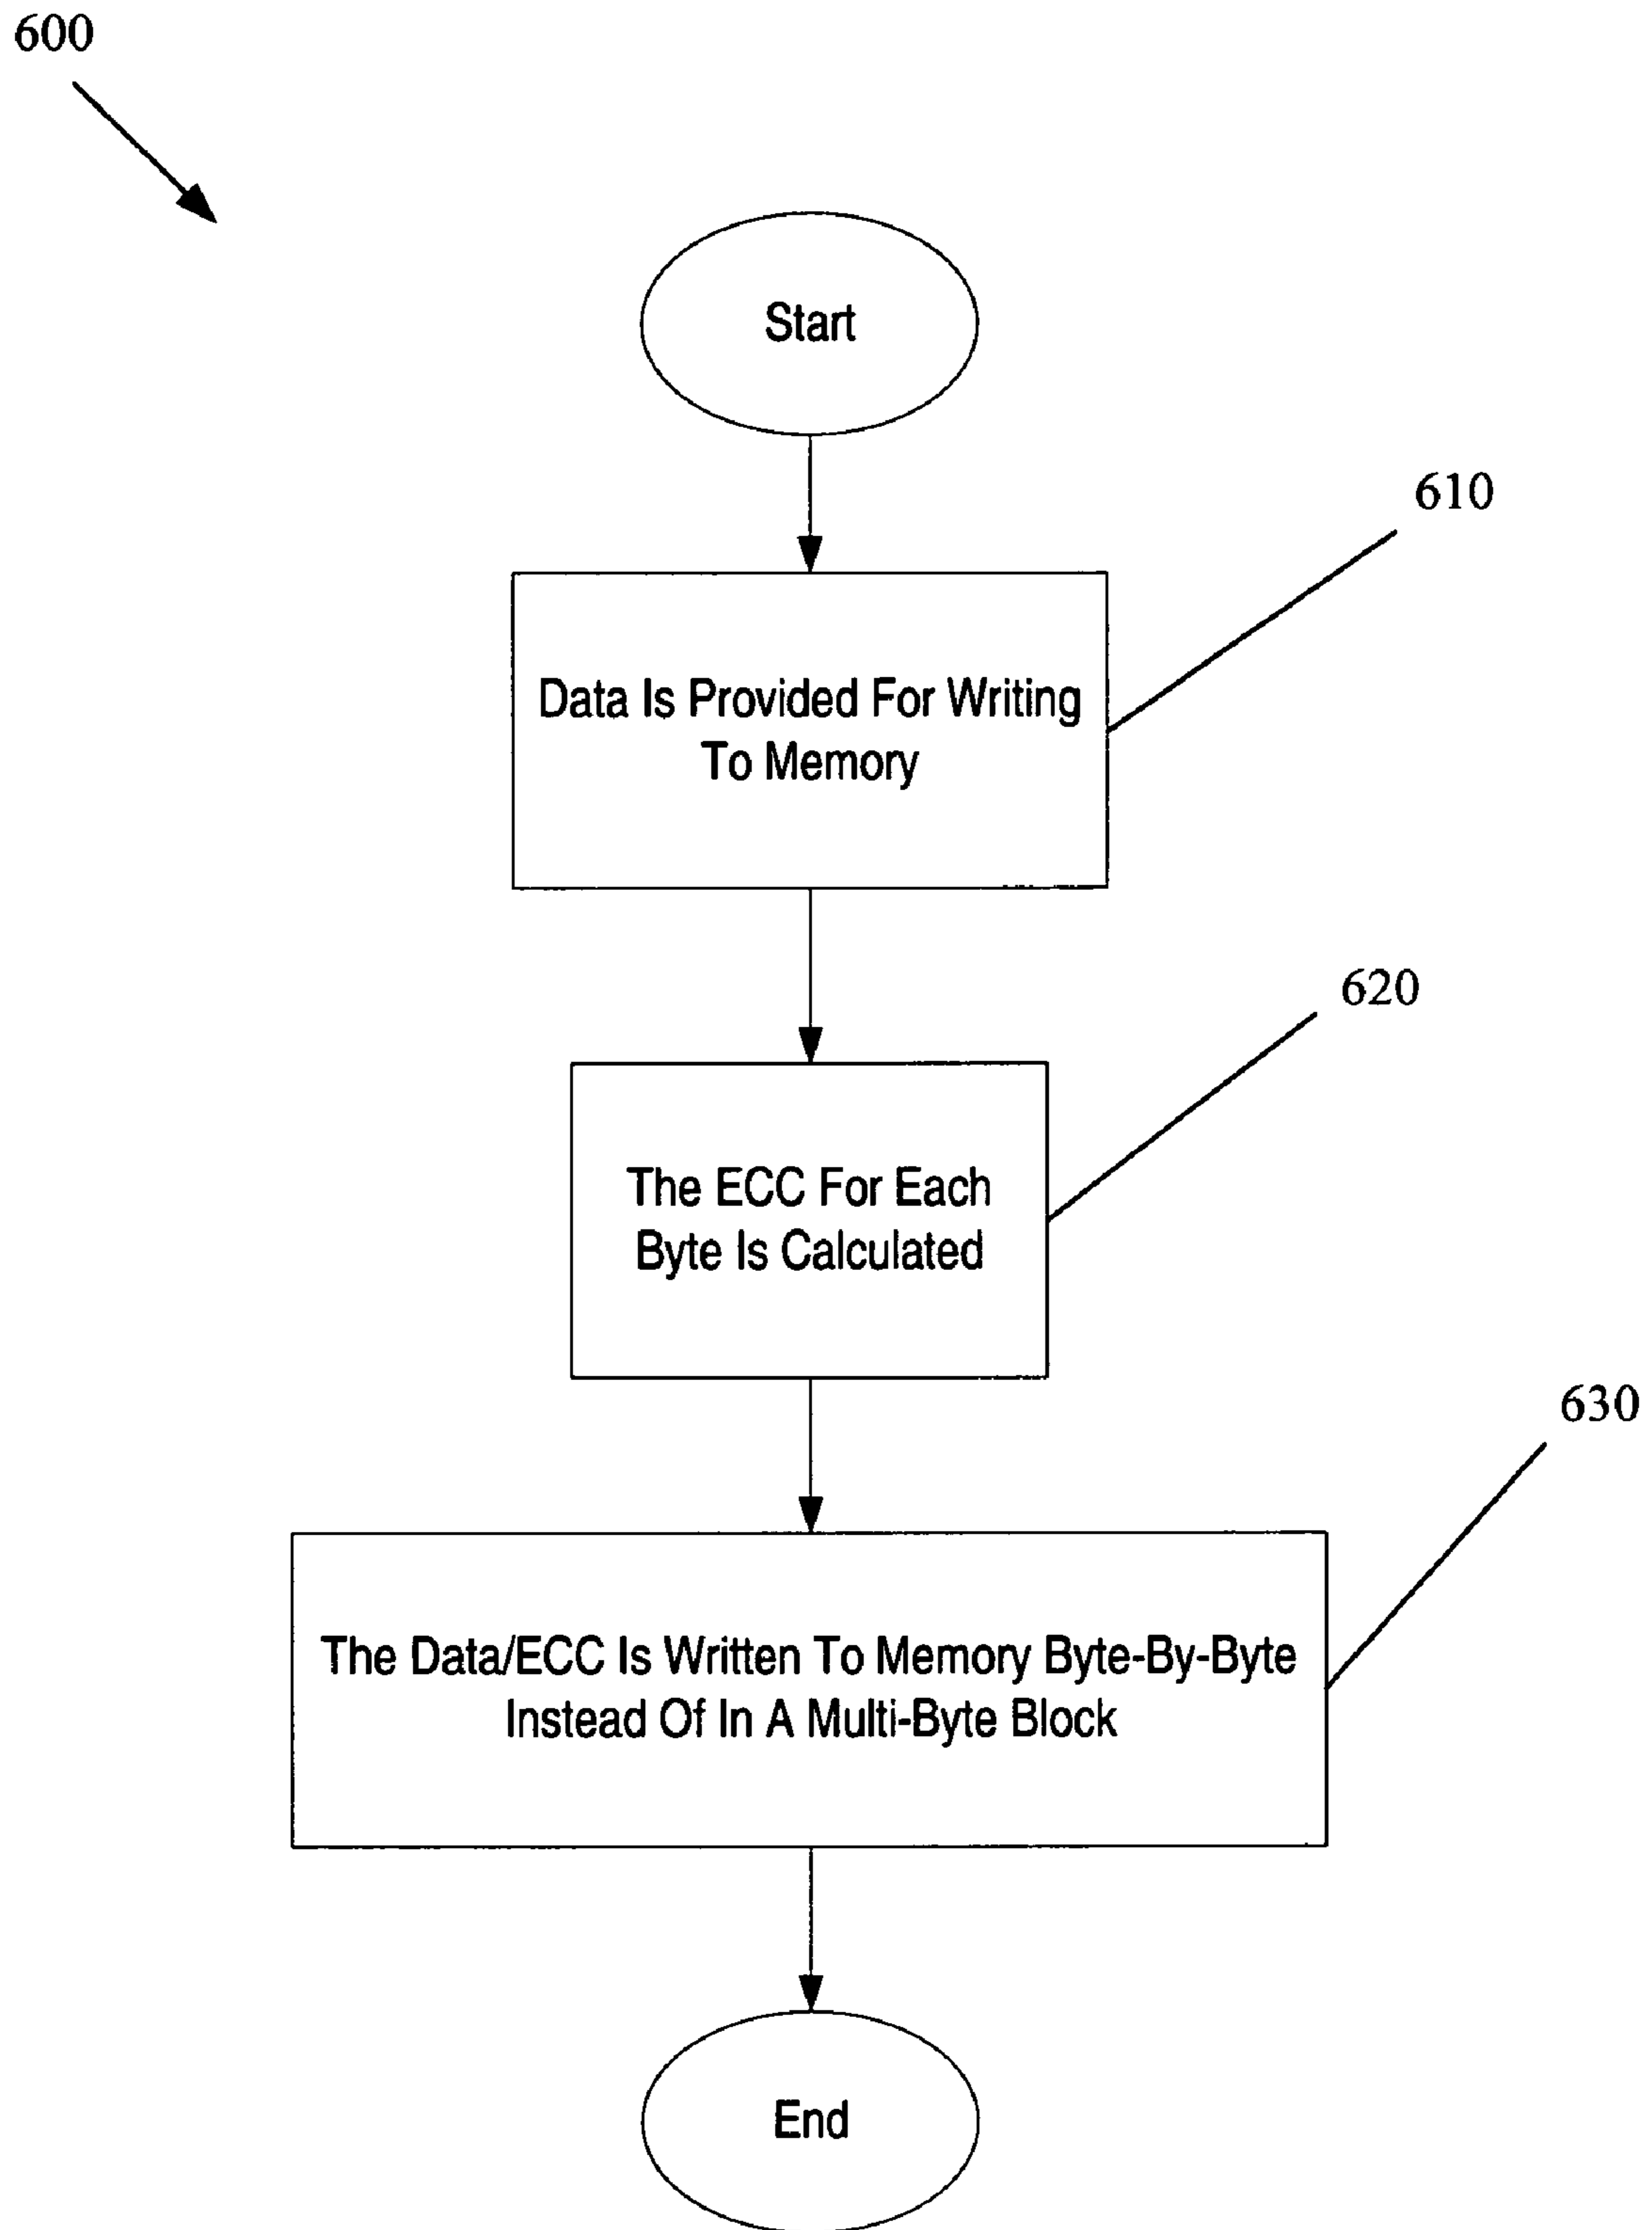 600
Start
610
Data Is Provided For Writing
To Memory
620
The ECC For Each
Byte Is Calculated
630
The Data/ECC Is Written To Memory Byte-By-Byte
Instead Of In A Multi-Byte Block
End